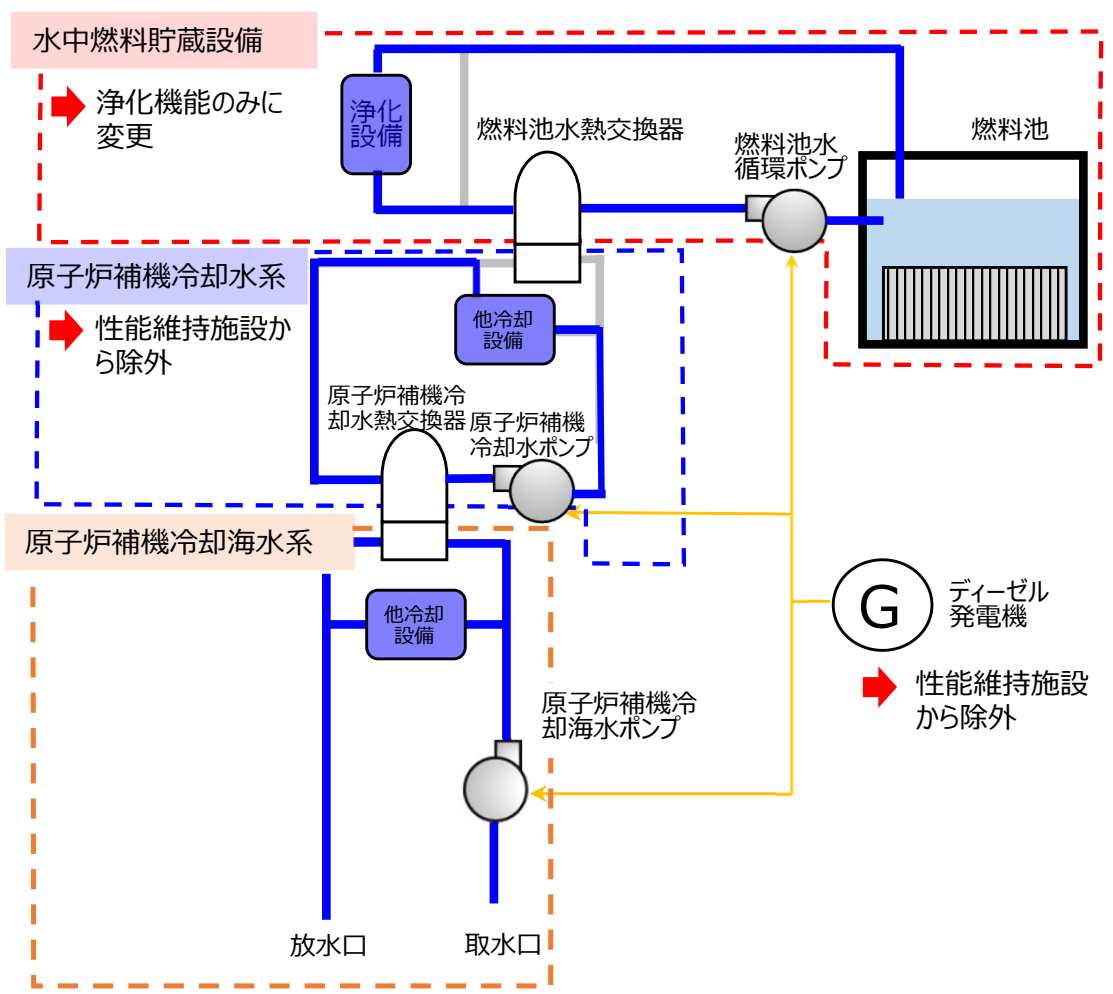 水中燃料貯蔵設備
浄化機能のみに
変更
浄化
設備
燃料池水熱交換器
燃料池水
循環ポンプ
燃料池
原子炉補機冷却水系
性能維持施設か
ら除外
他冷却
設備
原子炉補機冷
却水熱交換器
原子炉補機
冷却水ポンプ
原子炉補機冷却海水系
他冷却
設備
G
ディーゼル
発電機
性能維持施設
から除外
原子炉補機冷
却海水ポンプ
放水口
取水口